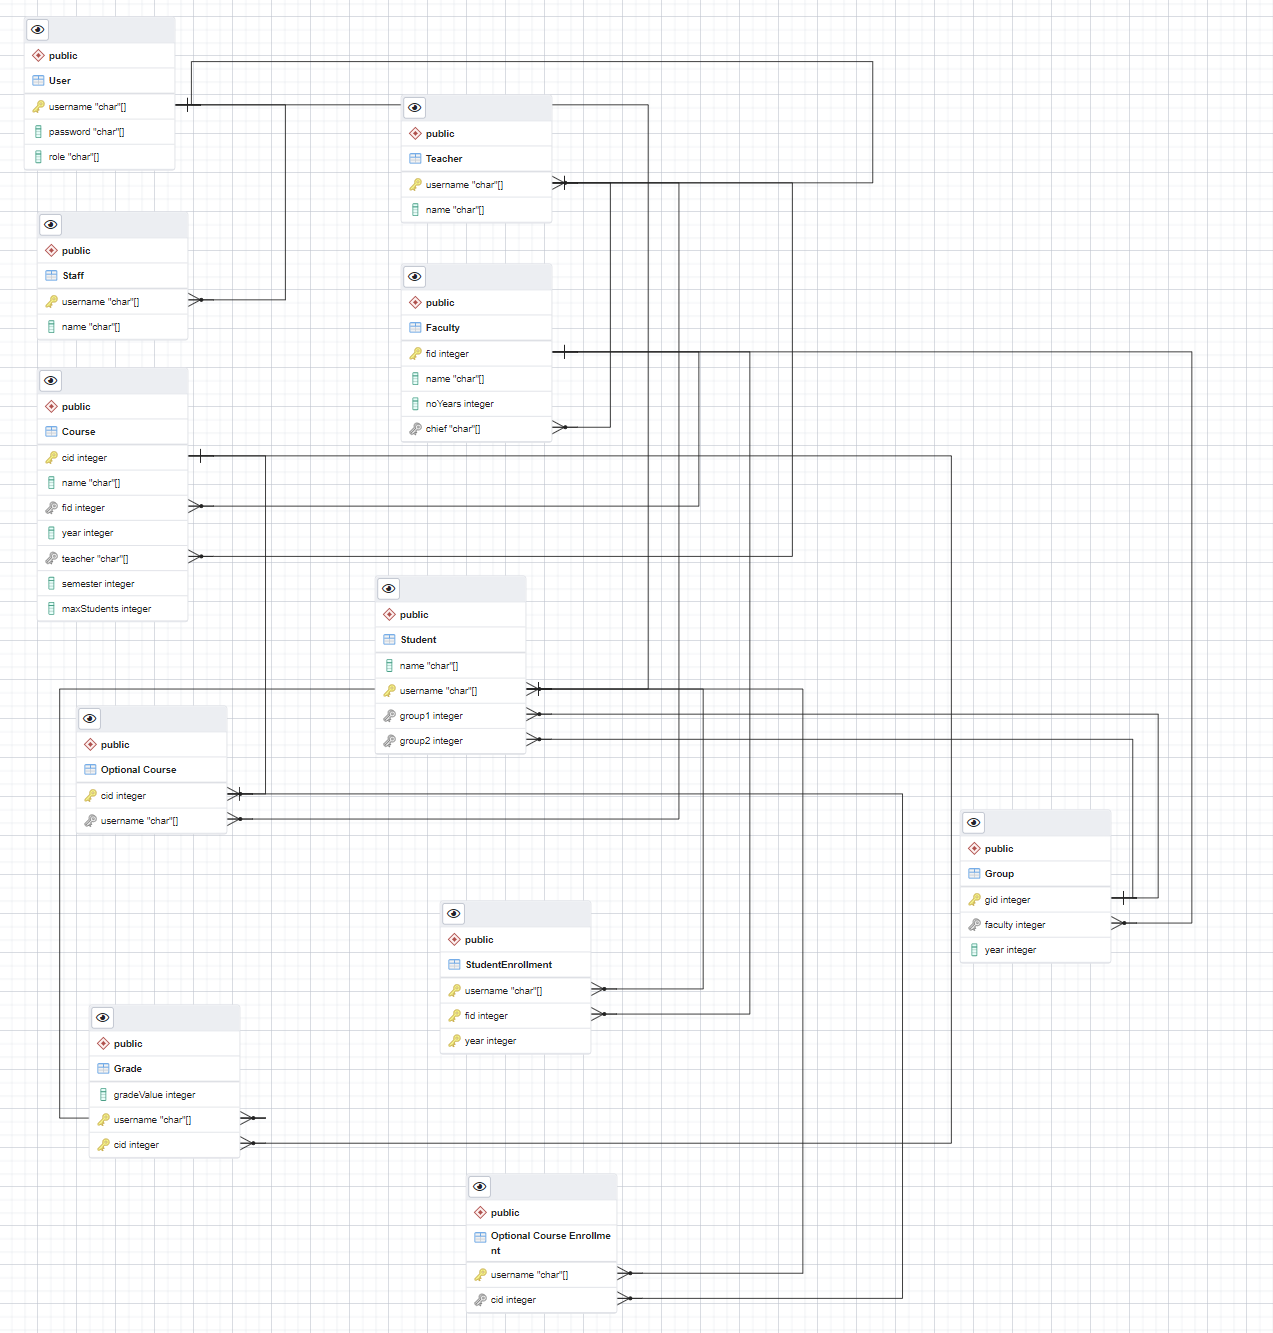 public
User
username "char"[]
password "char"[]
role "char"[]
public
Teacher
username "char"[]
name "char"[]
public
Staff
username "char"[]
name "char"[]
public
Faculty
fid integer
name "char"[]
noYears integer
chief "char"[]
public
Course
cid integer
name "char"[]
fid integer
year integer
teacher "char"[]
semester integer
maxStudents integer
public
Student
name "char"[]
username "char"[]
group1 integer
group2 integer
public
Optional Course
cid integer
username "char"[]
public
Group
gid integer
faculty integer
year integer
public
StudentEnrollment
username "char"[]
fid integer
year integer
public
Grade
gradeValue integer
username "char"[]
cid integer
public
Optional Course Enrollme
nt
username "char"[]
cid integer